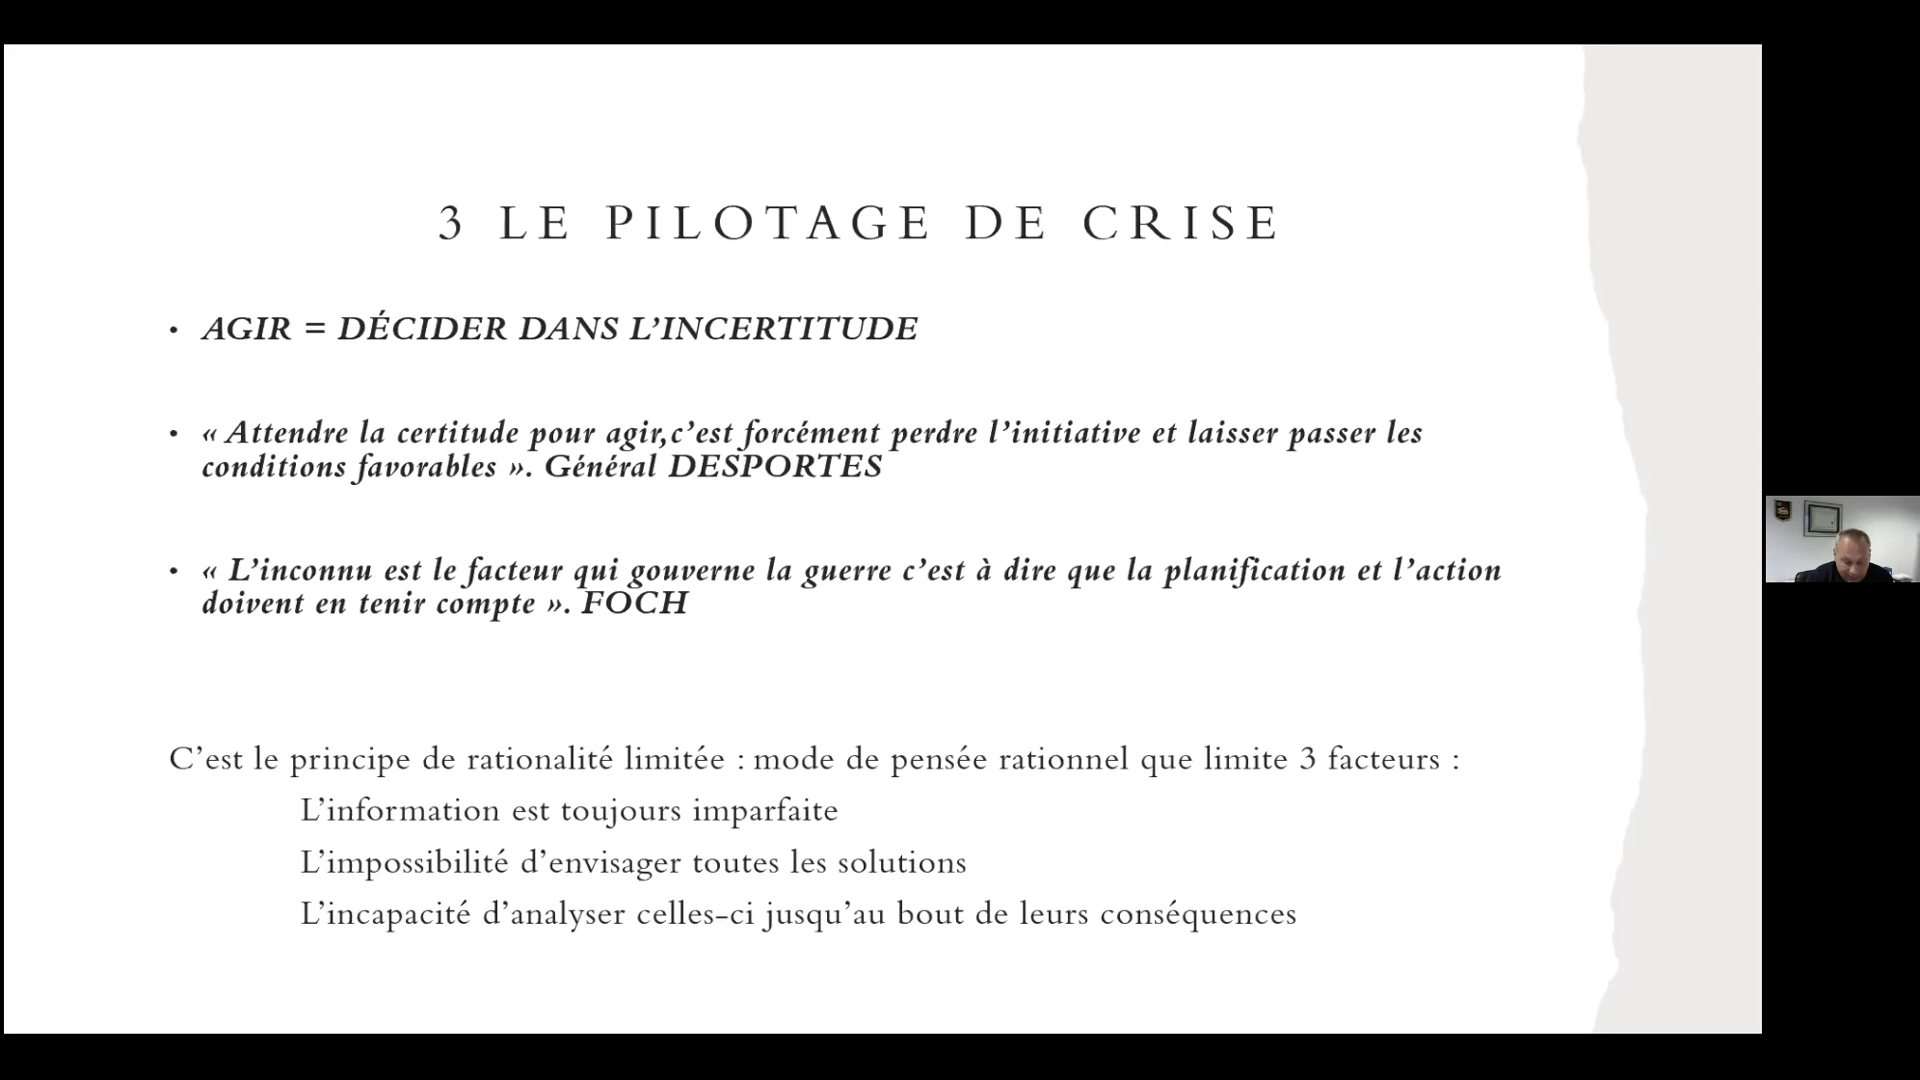 3 LE PILOTAGE DE CRISE
• AGIR = DÉCIDER DANS L’INCERTITUDE
• « Attendre la certitude pour agir,c’est forcément perdre l’initiative et laisser passer les
conditions favorables ». Général DESPORTES
• « L’inconnu est le facteur qui gouverne la guerre c’est à dire que la planification et l’action
doivent en tenir compte ». FOCH
C’est le principe de rationalité limitée : mode de pensée rationnel que limite 3 facteurs :
L’information est toujours imparfaite
L’impossibilité d’envisager toutes les solutions
L’incapacité d’analyser celles-ci jusqu’au bout de leurs conséquences